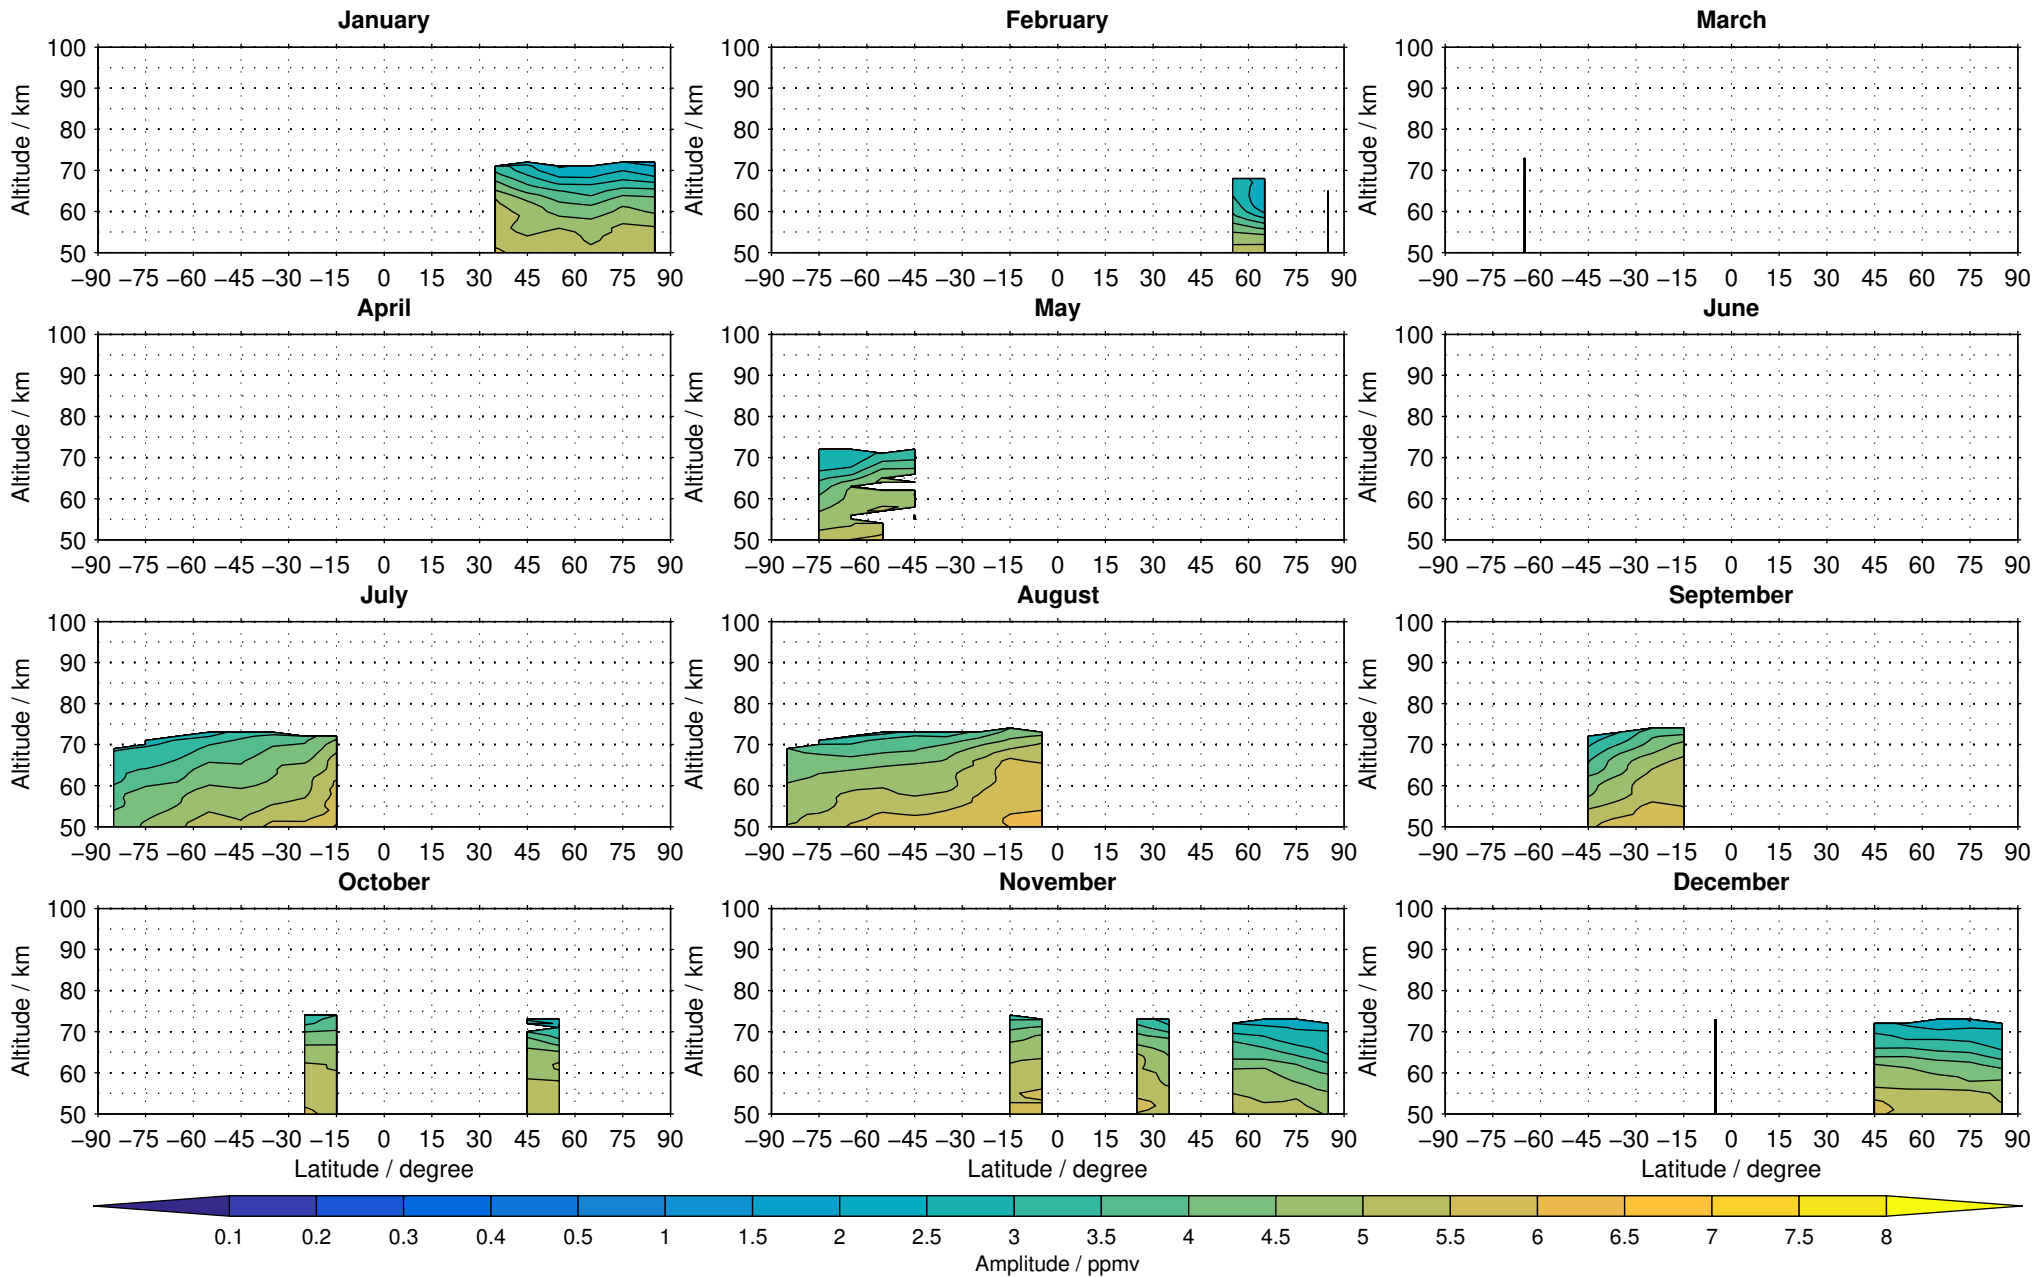 January February March
100 100 100
Altitude / km Altitude / km Altitude / km
90 90 90
80 80 80
70 70 70
60 60 60
50 50 50
−90 −75 −60 −45 −30 −15 0 15 30 45 60 75 90 −90 −75 −60 −45 −30 −15 0 15 30 45 60 75 90 −90 −75 −60 −45 −30 −15 0 15 30 45 60 75 90
April May June
100 100 100
Altitude / km Altitude / km Altitude / km
90 90 90
80 80 80
70 70 70
60 60 60
50 50 50
−90 −75 −60 −45 −30 −15 0 15 30 45 60 75 90 −90 −75 −60 −45 −30 −15 0 15 30 45 60 75 90 −90 −75 −60 −45 −30 −15 0 15 30 45 60 75 90
July August September
100 100 100
Altitude / km Altitude / km Altitude / km
90 90 90
80 80 80
70 70 70
60 60 60
50 50 50
−90 −75 −60 −45 −30 −15 0 15 30 45 60 75 90 −90 −75 −60 −45 −30 −15 0 15 30 45 60 75 90 −90 −75 −60 −45 −30 −15 0 15 30 45 60 75 90
October November December
100 100 100
Altitude / km Altitude / km Altitude / km
90 90 90
80 80 80
70 70 70
60 60 60
50 50 50
−90 −75 −60 −45 −30 −15 0 15 30 45 60 75 90 −90 −75 −60 −45 −30 −15 0 15 30 45 60 75 90 −90 −75 −60 −45 −30 −15 0 15 30 45 60 75 90
Latitude / degree Latitude / degree Latitude / degree
0.1 0.2 0.3 0.4 0.5 1 1.5 2 2.5 3 3.5 4 4.5 5 5.5 6 6.5 7 7.5 8
Amplitude / ppmv